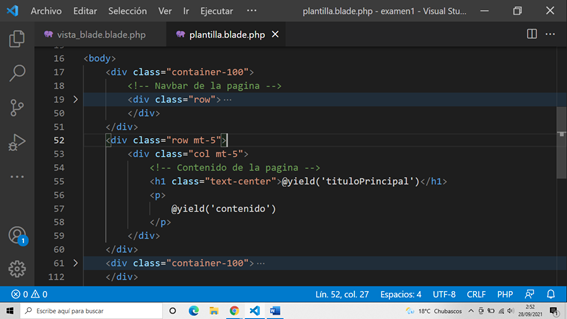 Archivo Editar Selección Ver Ir Ejecutar ··· plantilla.blade.php - examen1 - Visual Stu...
vista_blade.blade.php plantilla.blade.php
16 <body>
17 <div class="container-100">
18 <!-- Navbar de la pagina -->
19 <div class="row"> ···
50 </div>
51 </div>
52 <div class="row mt-5">
53 <div class="col mt-5">
54 <!-- Contenido de la pagina -->
55 <h1 class="text-center">@yield('tituloPrincipal')</h1>
56 <p>
57 @yield('contenido')
58 </p>
59 </div>
60 </div>
61 <div class="container-100"> ···
112 </div>
1
0 0 Lín. 52, col. 27 Espacios: 4 UTF-8 CRLF PHP
Escribe aquí para buscar 18°C Chubascos 2:52
28/09/2021